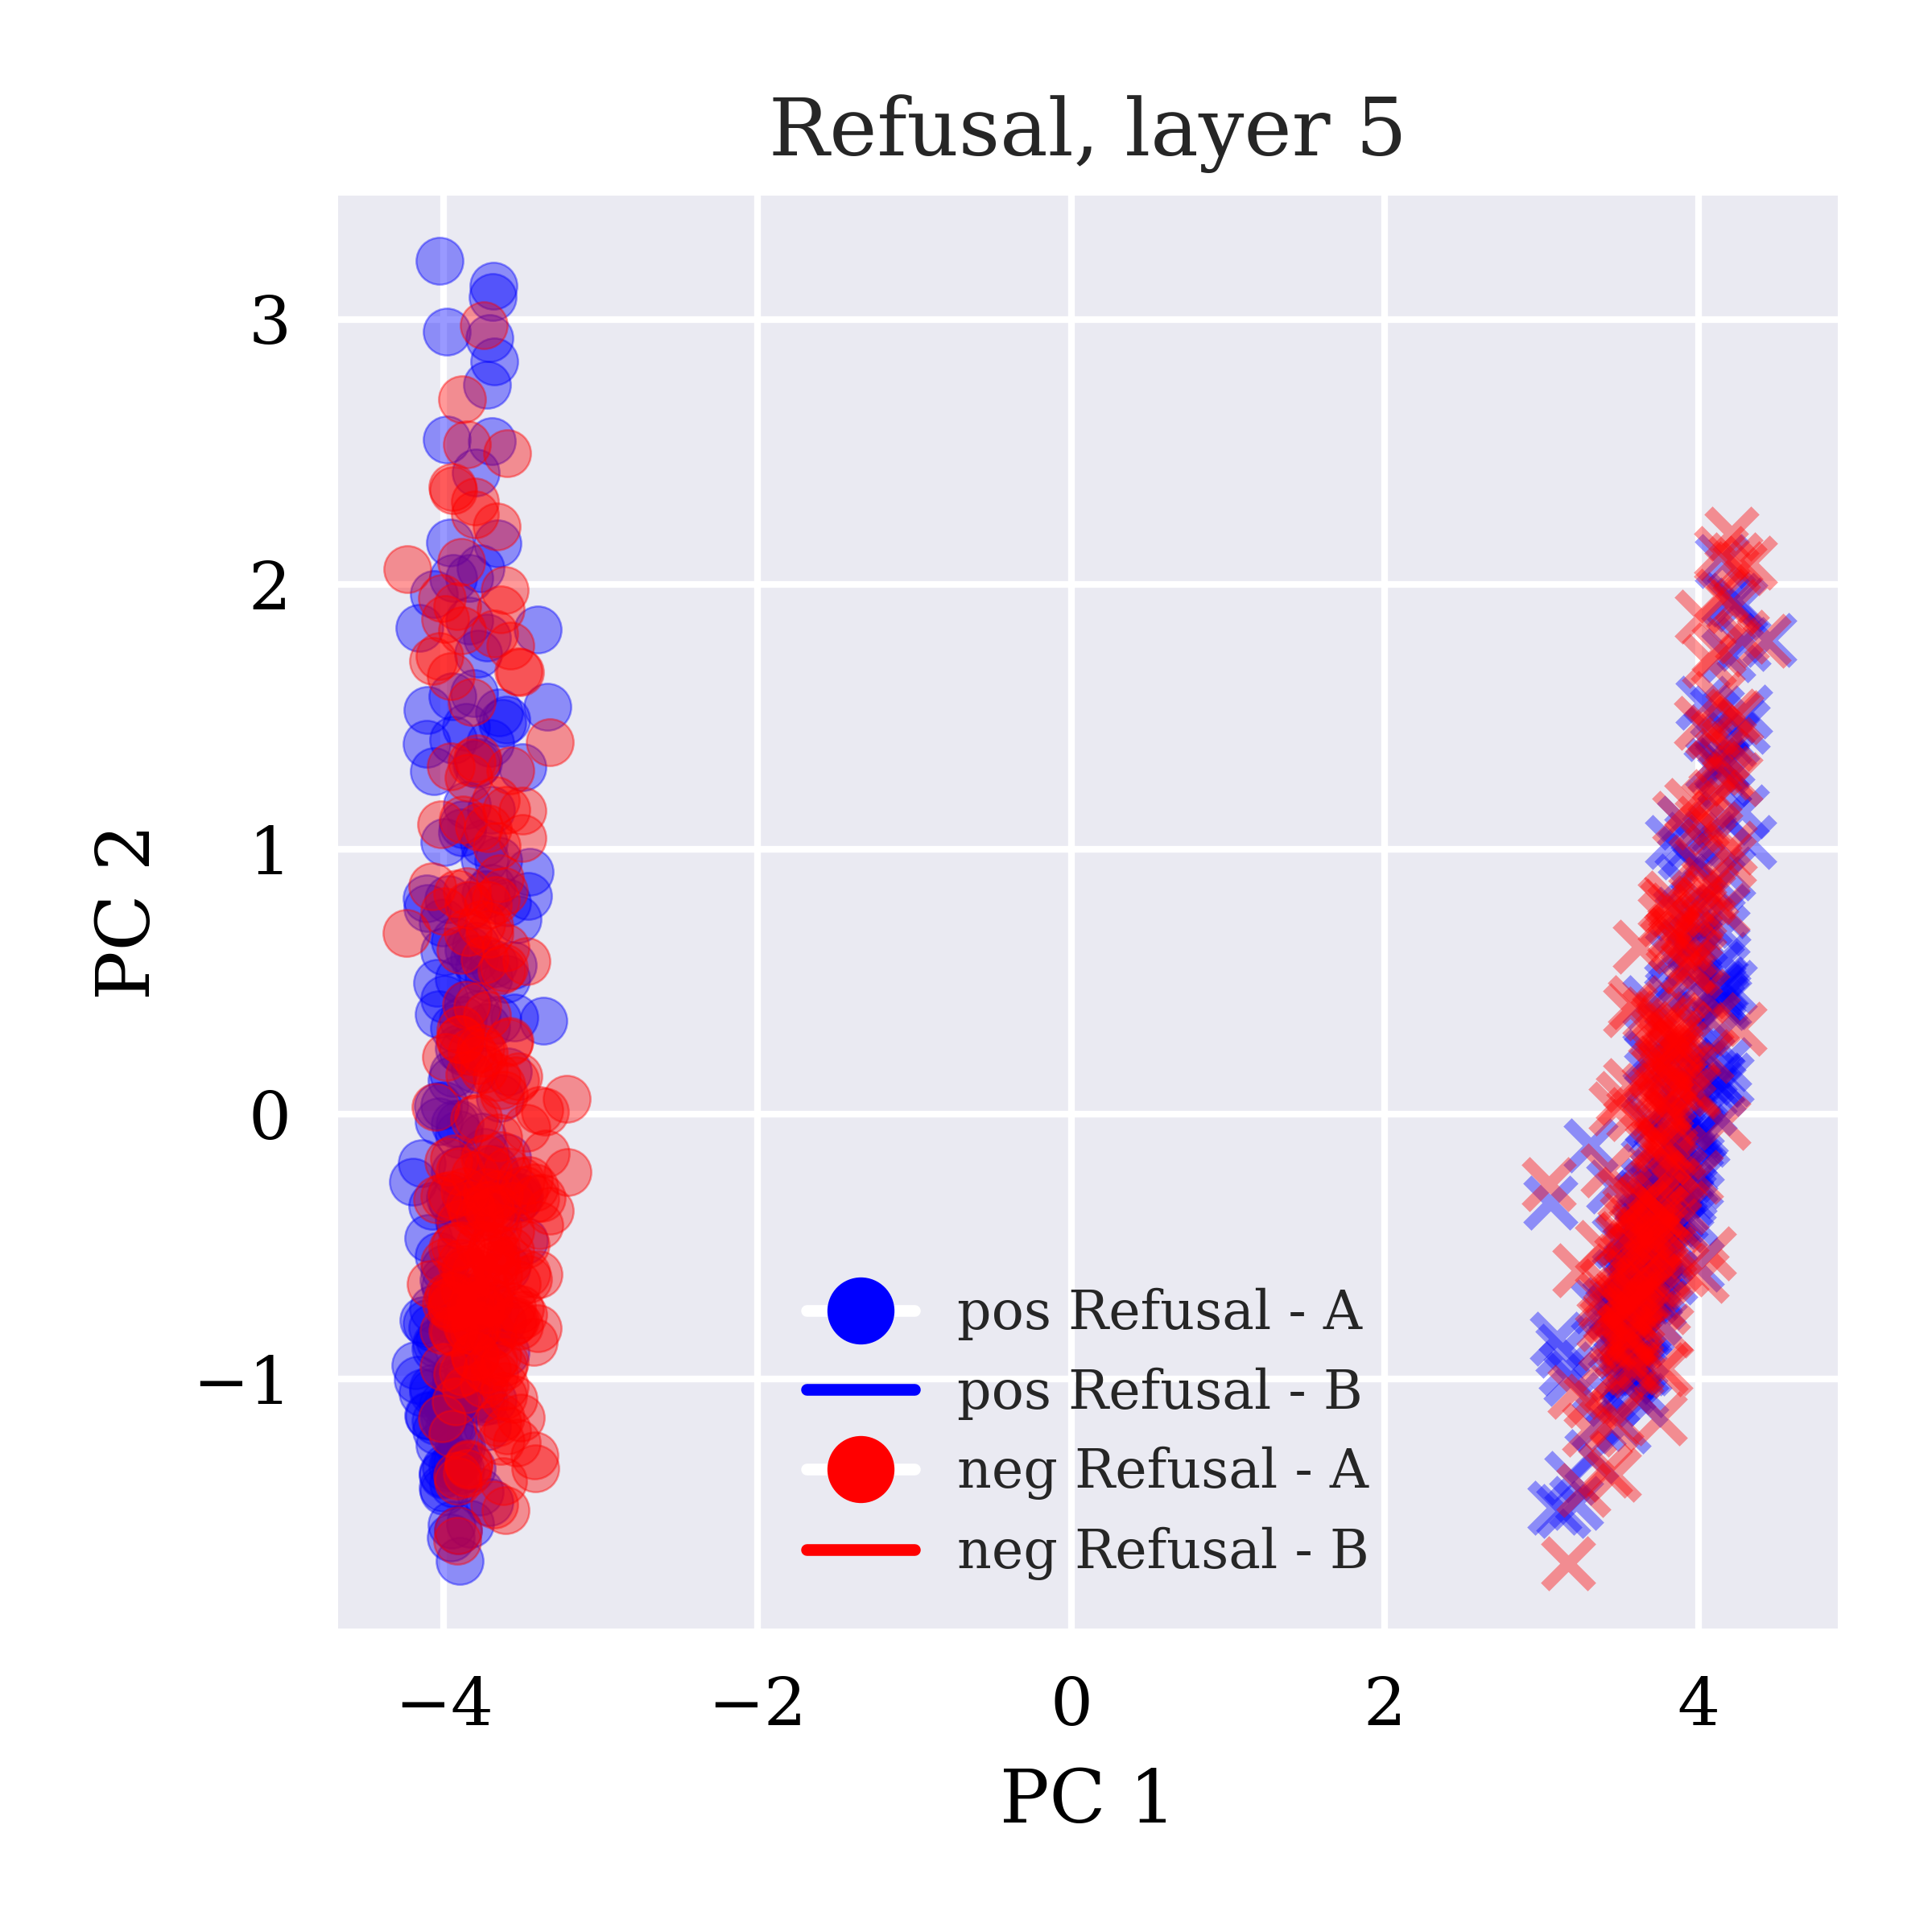 Refusal, layer 5
PC 2
3
2
1
0
−1
pos Refusal - A
pos Refusal - B
neg Refusal - A
neg Refusal - B
−4 −2 0 2 4
PC 1